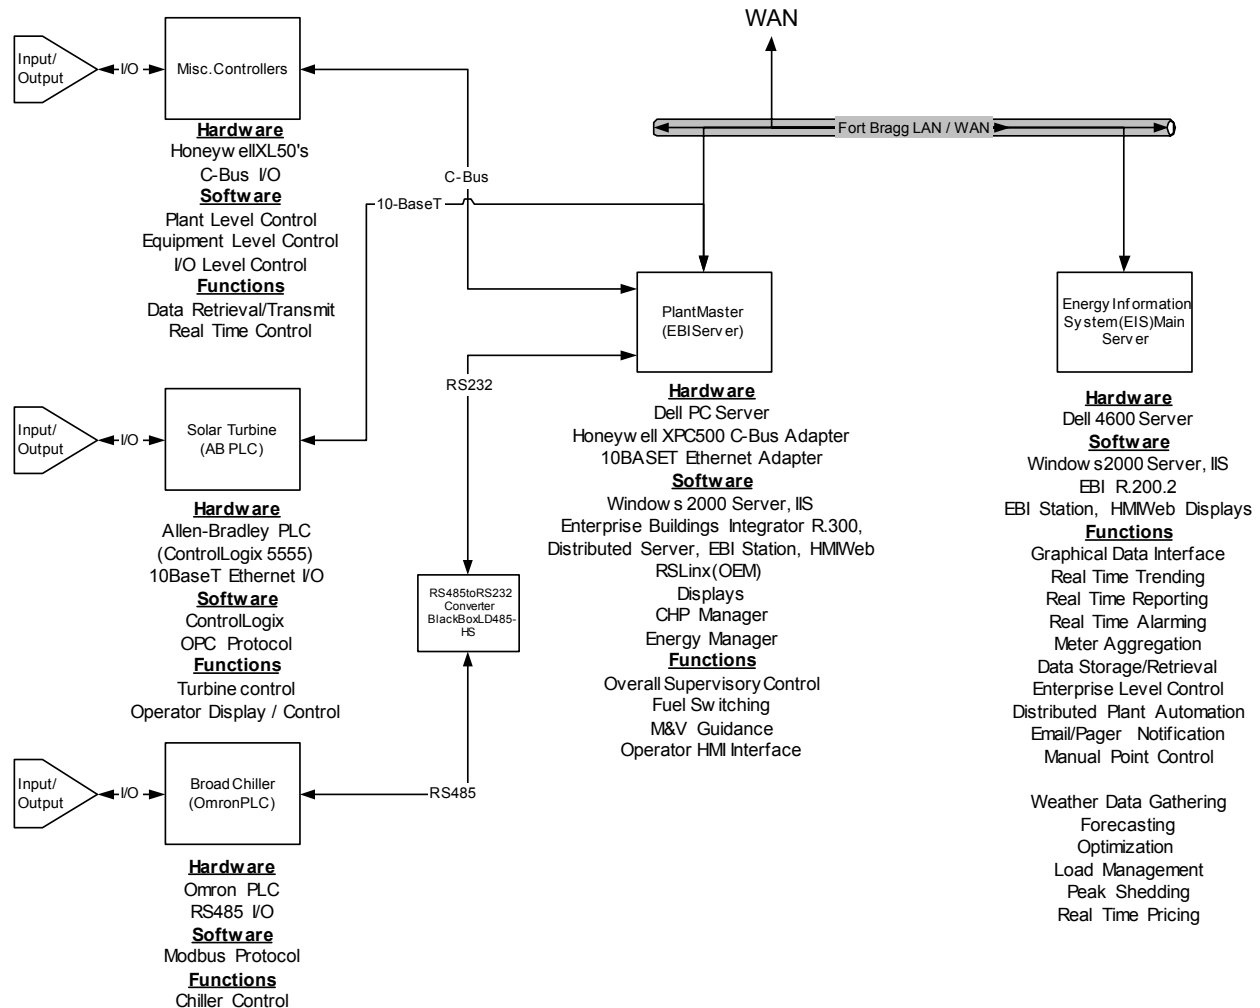 WAN
Input/
Output
I/O
Misc.Controllers
Hardware
HoneywellXL50's
C-Bus I/O
Software
Plant Level Control
Equipment Level Control
I/O Level Control
Functions
Data Retrieval/Transmit
Real Time Control
Fort Bragg LAN / WAN
C-Bus
10-BaseT
PlantMaster
(EBIServer)
Hardware
Dell PC Server
Honeywell XPC500 C-Bus Adapter
10BASET Ethernet Adapter
Software
Windows 2000 Server, IIS
Enterprise Buildings Integrator R.300,
Distributed Server, EBI Station, HMIWeb
RSLinx(OEM)
Displays
CHP Manager
Energy Manager
Functions
Overall Supervisory Control
Fuel Switching
M&V Guidance
Operator HMI Interface
Energy Information
System(EIS)Main
Server
Hardware
Dell 4600 Server
Software
Windows2000 Server, IIS
EBI R.200.2
EBI Station, HMIWeb Displays
Functions
Graphical Data Interface
Real Time Trending
Real Time Reporting
Real Time Alarming
Meter Aggregation
Data Storage/Retrieval
Enterprise Level Control
Distributed Plant Automation
Email/Pager Notification
Manual Point Control
Weather Data Gathering
Forecasting
Optimization
Load Management
Peak Shedding
Real Time Pricing
RS232
Input/
Output
I/O
Solar Turbine
(AB PLC)
Hardware
Allen-Bradley PLC
(ControlLogix 5555)
10BaseT Ethernet I/O
Software
ControlLogix
OPC Protocol
Functions
Turbine control
Operator Display / Control
RS485toRS232
Converter
BlackBoxLD485-
HS
RS485
Input/
Output
I/O
Broad Chiller
(OmronPLC)
Hardware
Omron PLC
RS485 I/O
Software
Modbus Protocol
Functions
Chiller Control